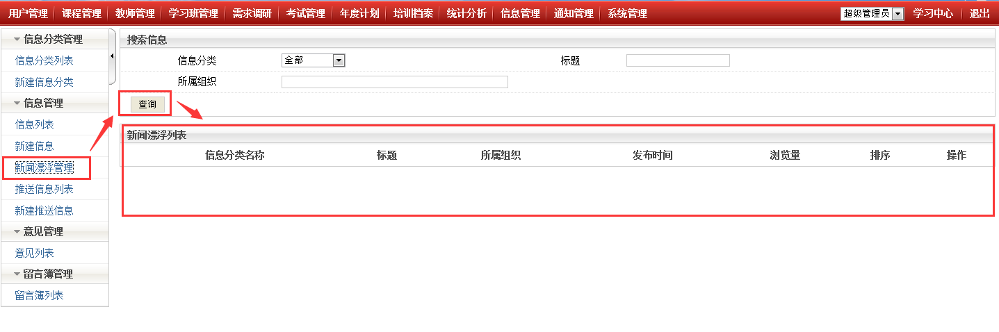 用户管理 课程管理 教师管理 学习班管理 需求调研 考试管理 年度计划 培训档案 统计分析 信息管理 通知管理 系统管理 超级管理员 学习中心 退出
信息分类管理
信息分类列表
新建信息分类
信息管理
信息列表
新建信息
新闻漂浮管理
推送信息列表
新建推送信息
意见管理
意见列表
留言簿管理
留言簿列表
搜索信息
信息分类 全部 标题
所属组织
查询
新闻漂浮列表
信息分类名称 标题 所属组织 发布时间 浏览量 排序 操作